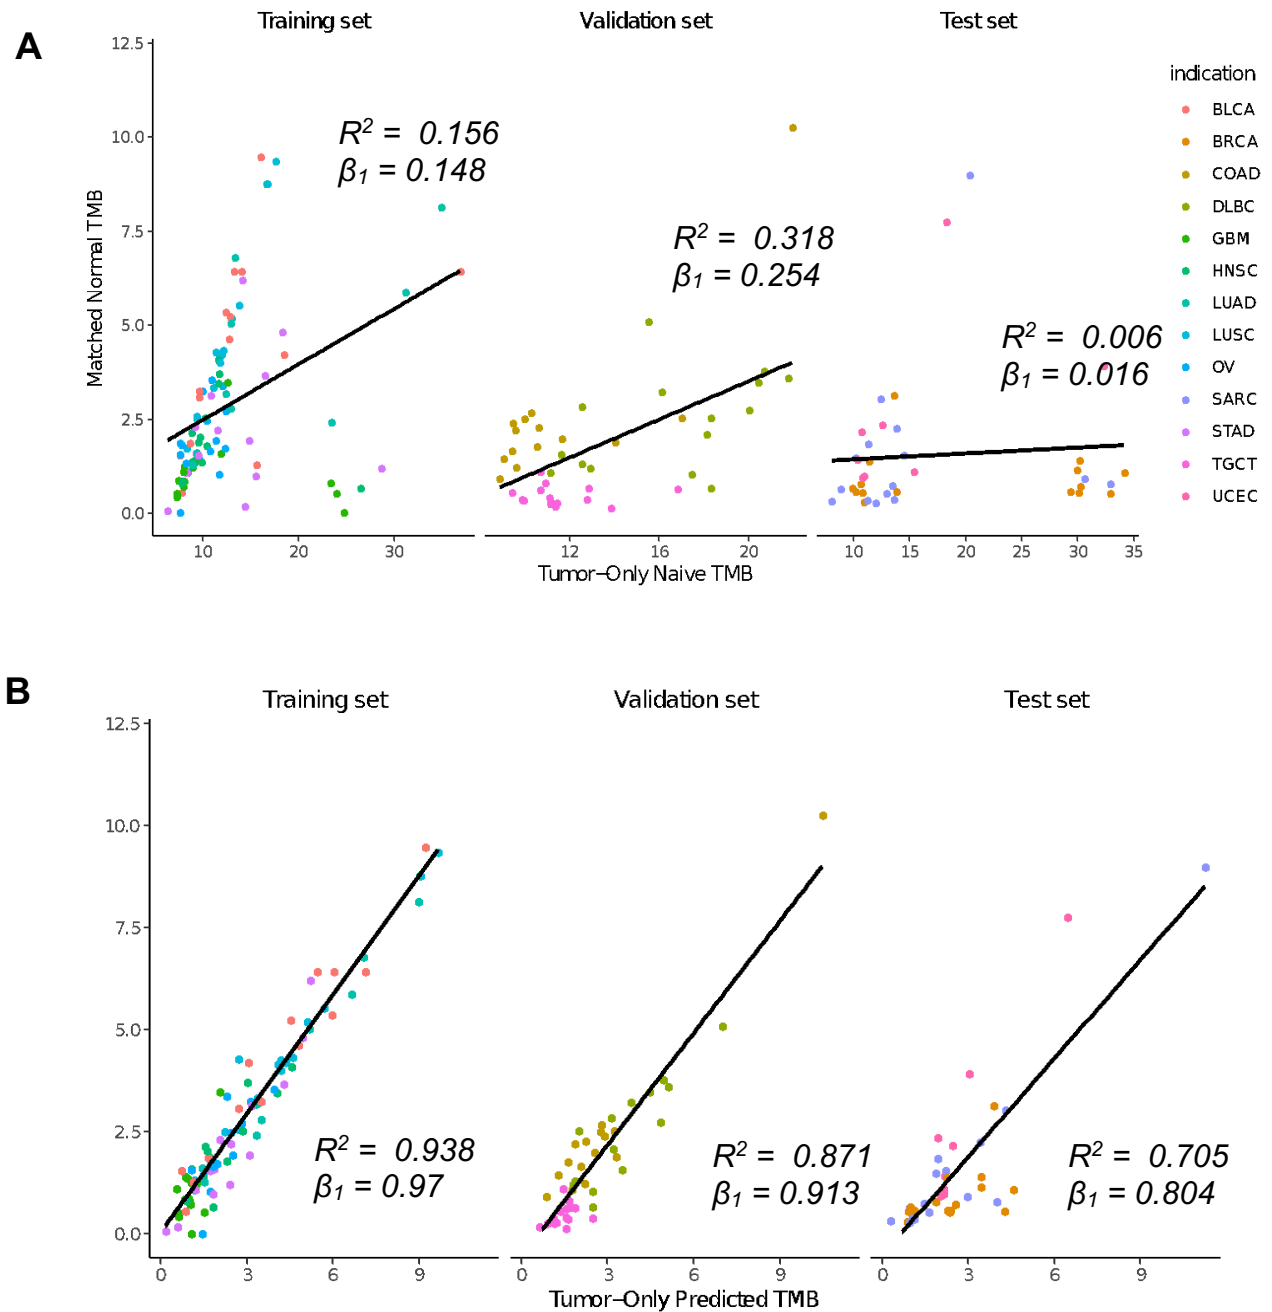 A
Training set
Validation set
Test set
12.5
10.0
7.5
5.0
2.5
0.0
Matched Normal TMB
R² = 0.156
β₁ = 0.148
R² = 0.318
β₁ = 0.254
R² = 0.006
β₁ = 0.016
10 20 30
12 16 20
10 15 20 25 30 35
Tumor-Only Naive TMB
indication
BLCA
BRCA
COAD
DLBC
GBM
HNSC
LUAD
LUSC
OV
SARC
STAD
TGCT
UCEC
B
Training set
Validation set
Test set
12.5
10.0
7.5
5.0
2.5
0.0
R² = 0.938
β₁ = 0.97
R² = 0.871
β₁ = 0.913
R² = 0.705
β₁ = 0.804
0 3 6 9
0 3 6 9
0 3 6 9
Tumor-Only Predicted TMB